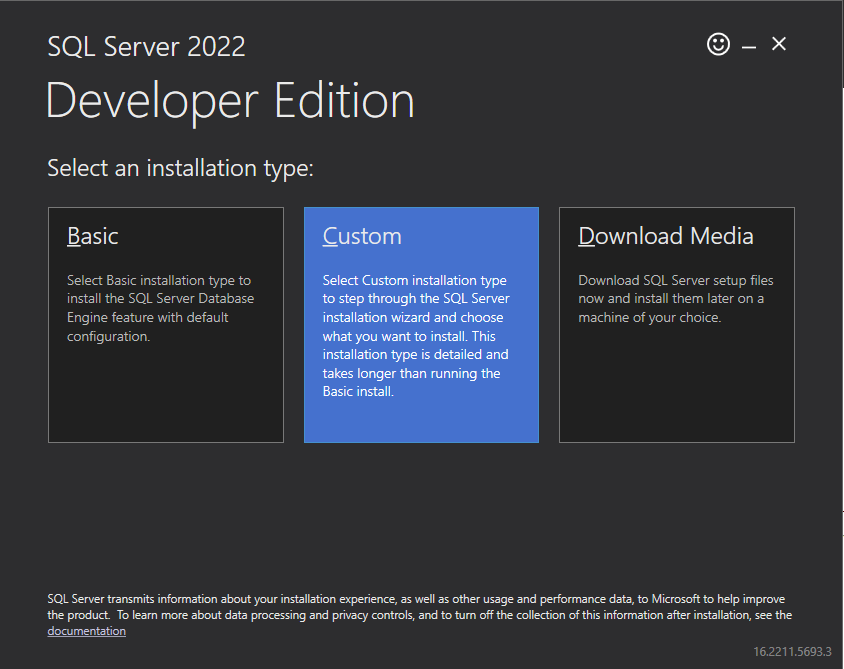 SQL Server 2022
Developer Edition
Select an installation type:
Basic
Select Basic installation type to
install the SQL Server Database
Engine feature with default
configuration.
Custom
Select Custom installation type
to step through the SQL Server
installation wizard and choose
what you want to install. This
installation type is detailed and
takes longer than running the
Basic install.
Download Media
Download SQL Server setup files
now and install them later on a
machine of your choice.
SQL Server transmits information about your installation experience, as well as other usage and performance data, to Microsoft to help improve
the product.  To learn more about data processing and privacy controls, and to turn off the collection of this information after installation, see the
documentation
16.2211.5693.3